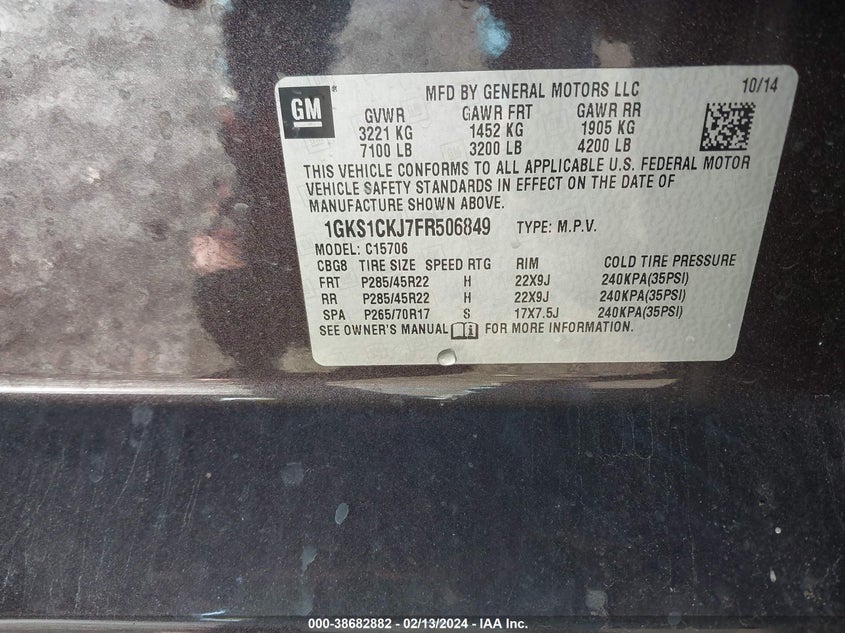 GM
MFD BY GENERAL MOTORS LLC 10/14
GVWR GAWR FRT GAWR RR
3221 KG 1452 KG 1905 KG
7100 LB 3200 LB 4200 LB
THIS VEHICLE CONFORMS TO ALL APPLICABLE U.S. FEDERAL MOTOR
VEHICLE SAFETY STANDARDS IN EFFECT ON THE DATE OF
MANUFACTURE SHOWN ABOVE.
1GKS1CKJ7FR506849 TYPE: M.P.V.
MODEL: C15706
CBG8 TIRE SIZE SPEED RTG RIM COLD TIRE PRESSURE
FRT P285/45R22 H 22X9J 240KPA(35PSI)
RR P285/45R22 H 22X9J 240KPA(35PSI)
SPA P265/70R17 S 17X7.5J 240KPA(35PSI)
SEE OWNER'S MANUAL FOR MORE INFORMATION.
000-38682882 - 02/13/2024 - IAA Inc.